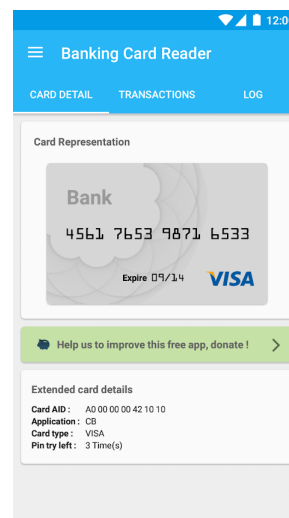 12:0
Banking Card Reader
CARD DETAIL TRANSACTIONS LOG
Card Representation
Bank
4561 7653 9871 6533
Expire 09/14 VISA
Help us to improve this free app, donate !
Extended card details
Card AID : A0 00 00 00 42 10 10
Application : CB
Card type : VISA
Pin try left : 3 Time(s)